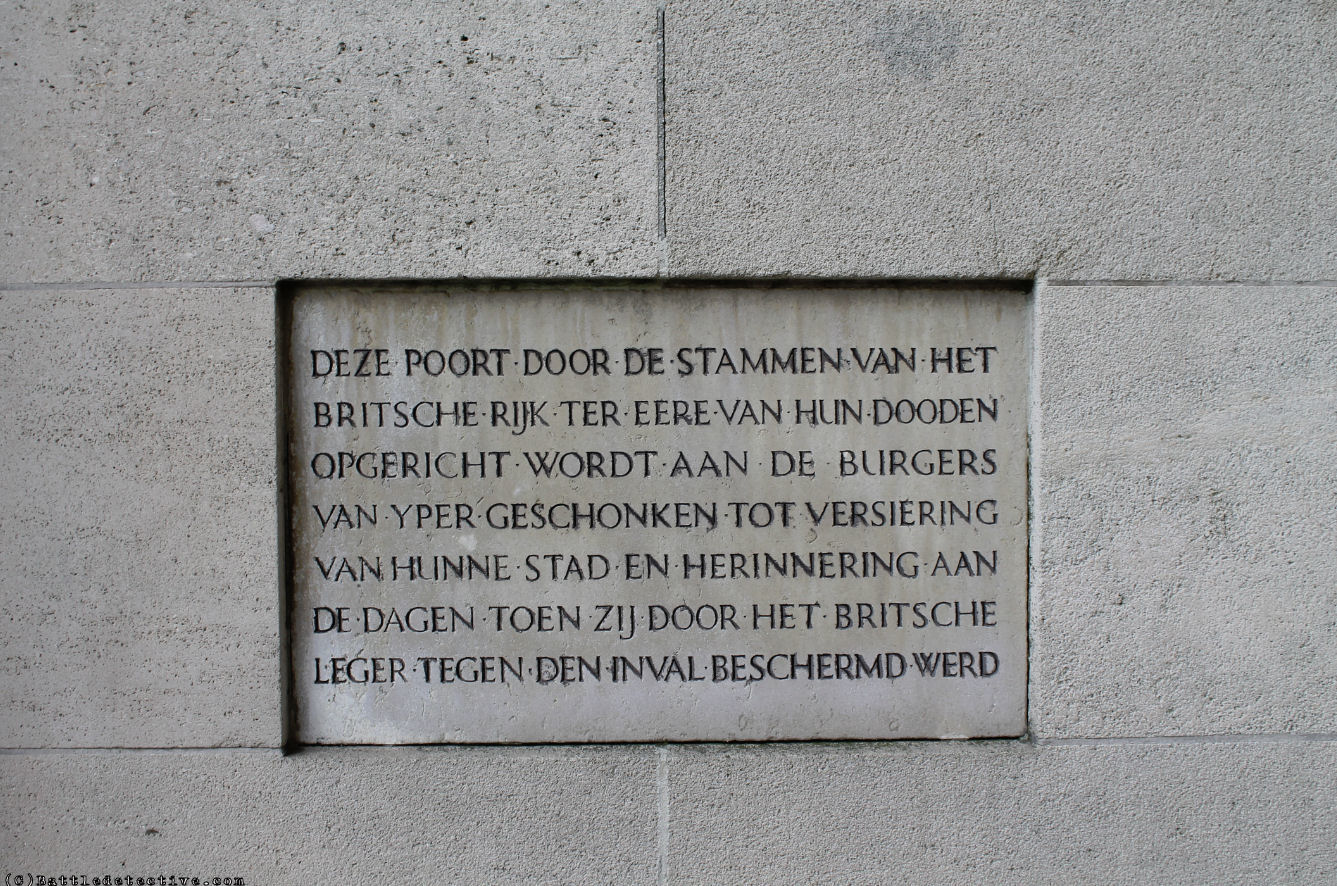 DEZE·POORT·DOOR·DE·STAMMEN·VAN·HET
BRITSCHE·RIJK·TER·EERE·VAN·HUN·DOODEN
OPGERICHT·WORDT·AAN·DE·BURGERS
VAN·YPER·GESCHONKEN·TOT·VERSIERING
VAN·HUNNE·STAD·EN·HERINNERING·AAN
DE·DAGEN·TOEN·ZIJ·DOOR·HET·BRITSCHE
LEGER·TEGEN·DEN·INVAL·BESCHERMD·WERD
(C)Battledetective.com